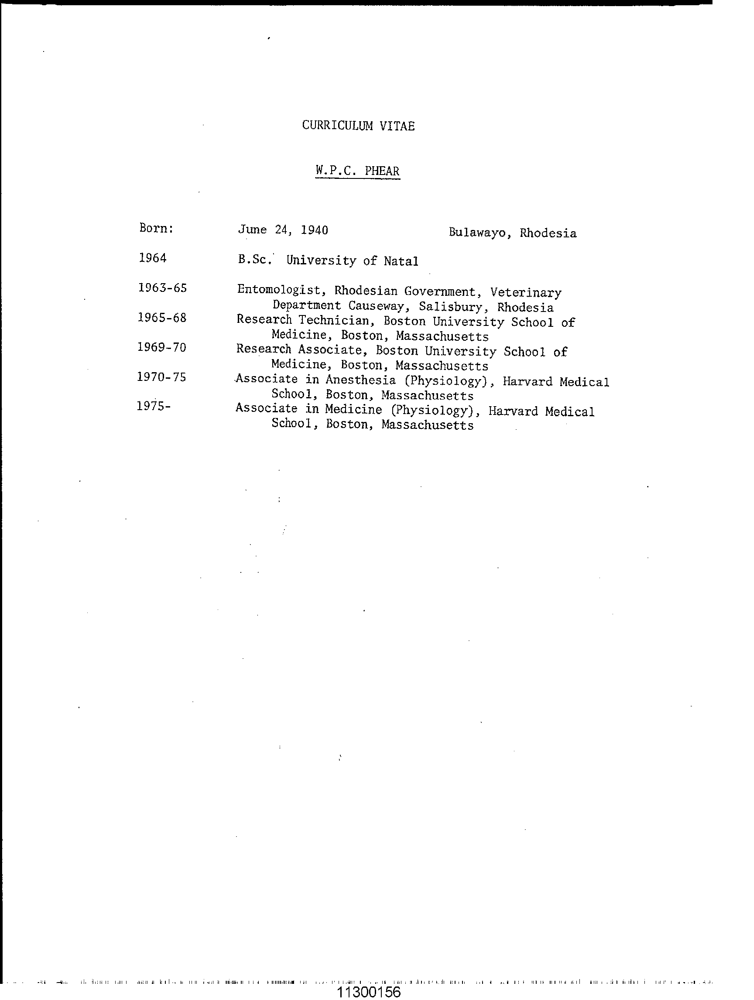 CURRICULUM VITAE
W.P.C. PHEAR
Born: June 24, 1940 Bulawayo, Rhodesia
1964 B.Sc. University of Natal
1963-65 Entomologist, Rhodesian Government, Veterinary
Department Causeway, Salisbury, Rhodesia
1965-68 Research Technician, Boston University School of
Medicine, Boston, Massachusetts
1969-70 Research Associate, Boston University School of
Medicine, Boston, Massachusetts
1970-75 Associate in Anesthesia (Physiology), Harvard Medical
School, Boston, Massachusetts
1975- Associate in Medicine (Physiology), Harvard Medical
School, Boston, Massachusetts
11300156